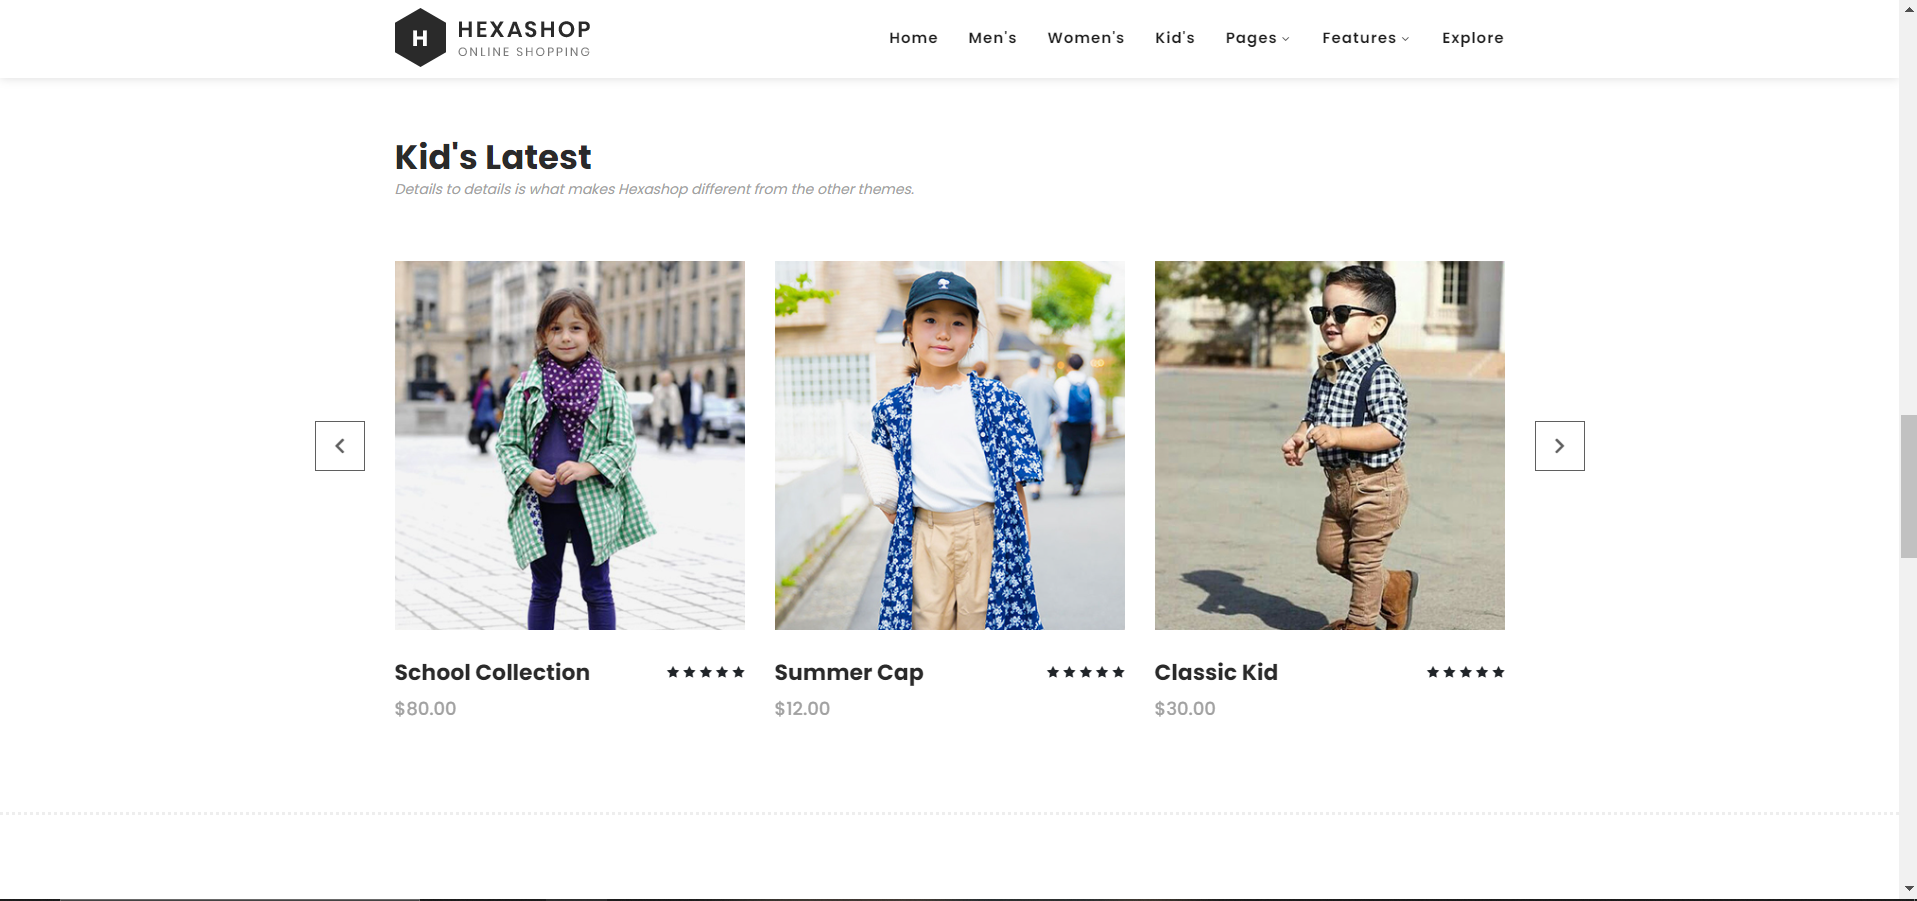 H
HEXASHOP
ONLINE SHOPPING
Home Men's Women's Kid's Pages Features Explore
Kid's Latest
Details to details is what makes Hexashop different from the other themes.
School Collection
$80.00
Summer Cap
$12.00
Classic Kid
$30.00